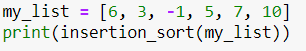 my_list = [6, 3, -1, 5, 7, 10]
print(insertion_sort(my_list))